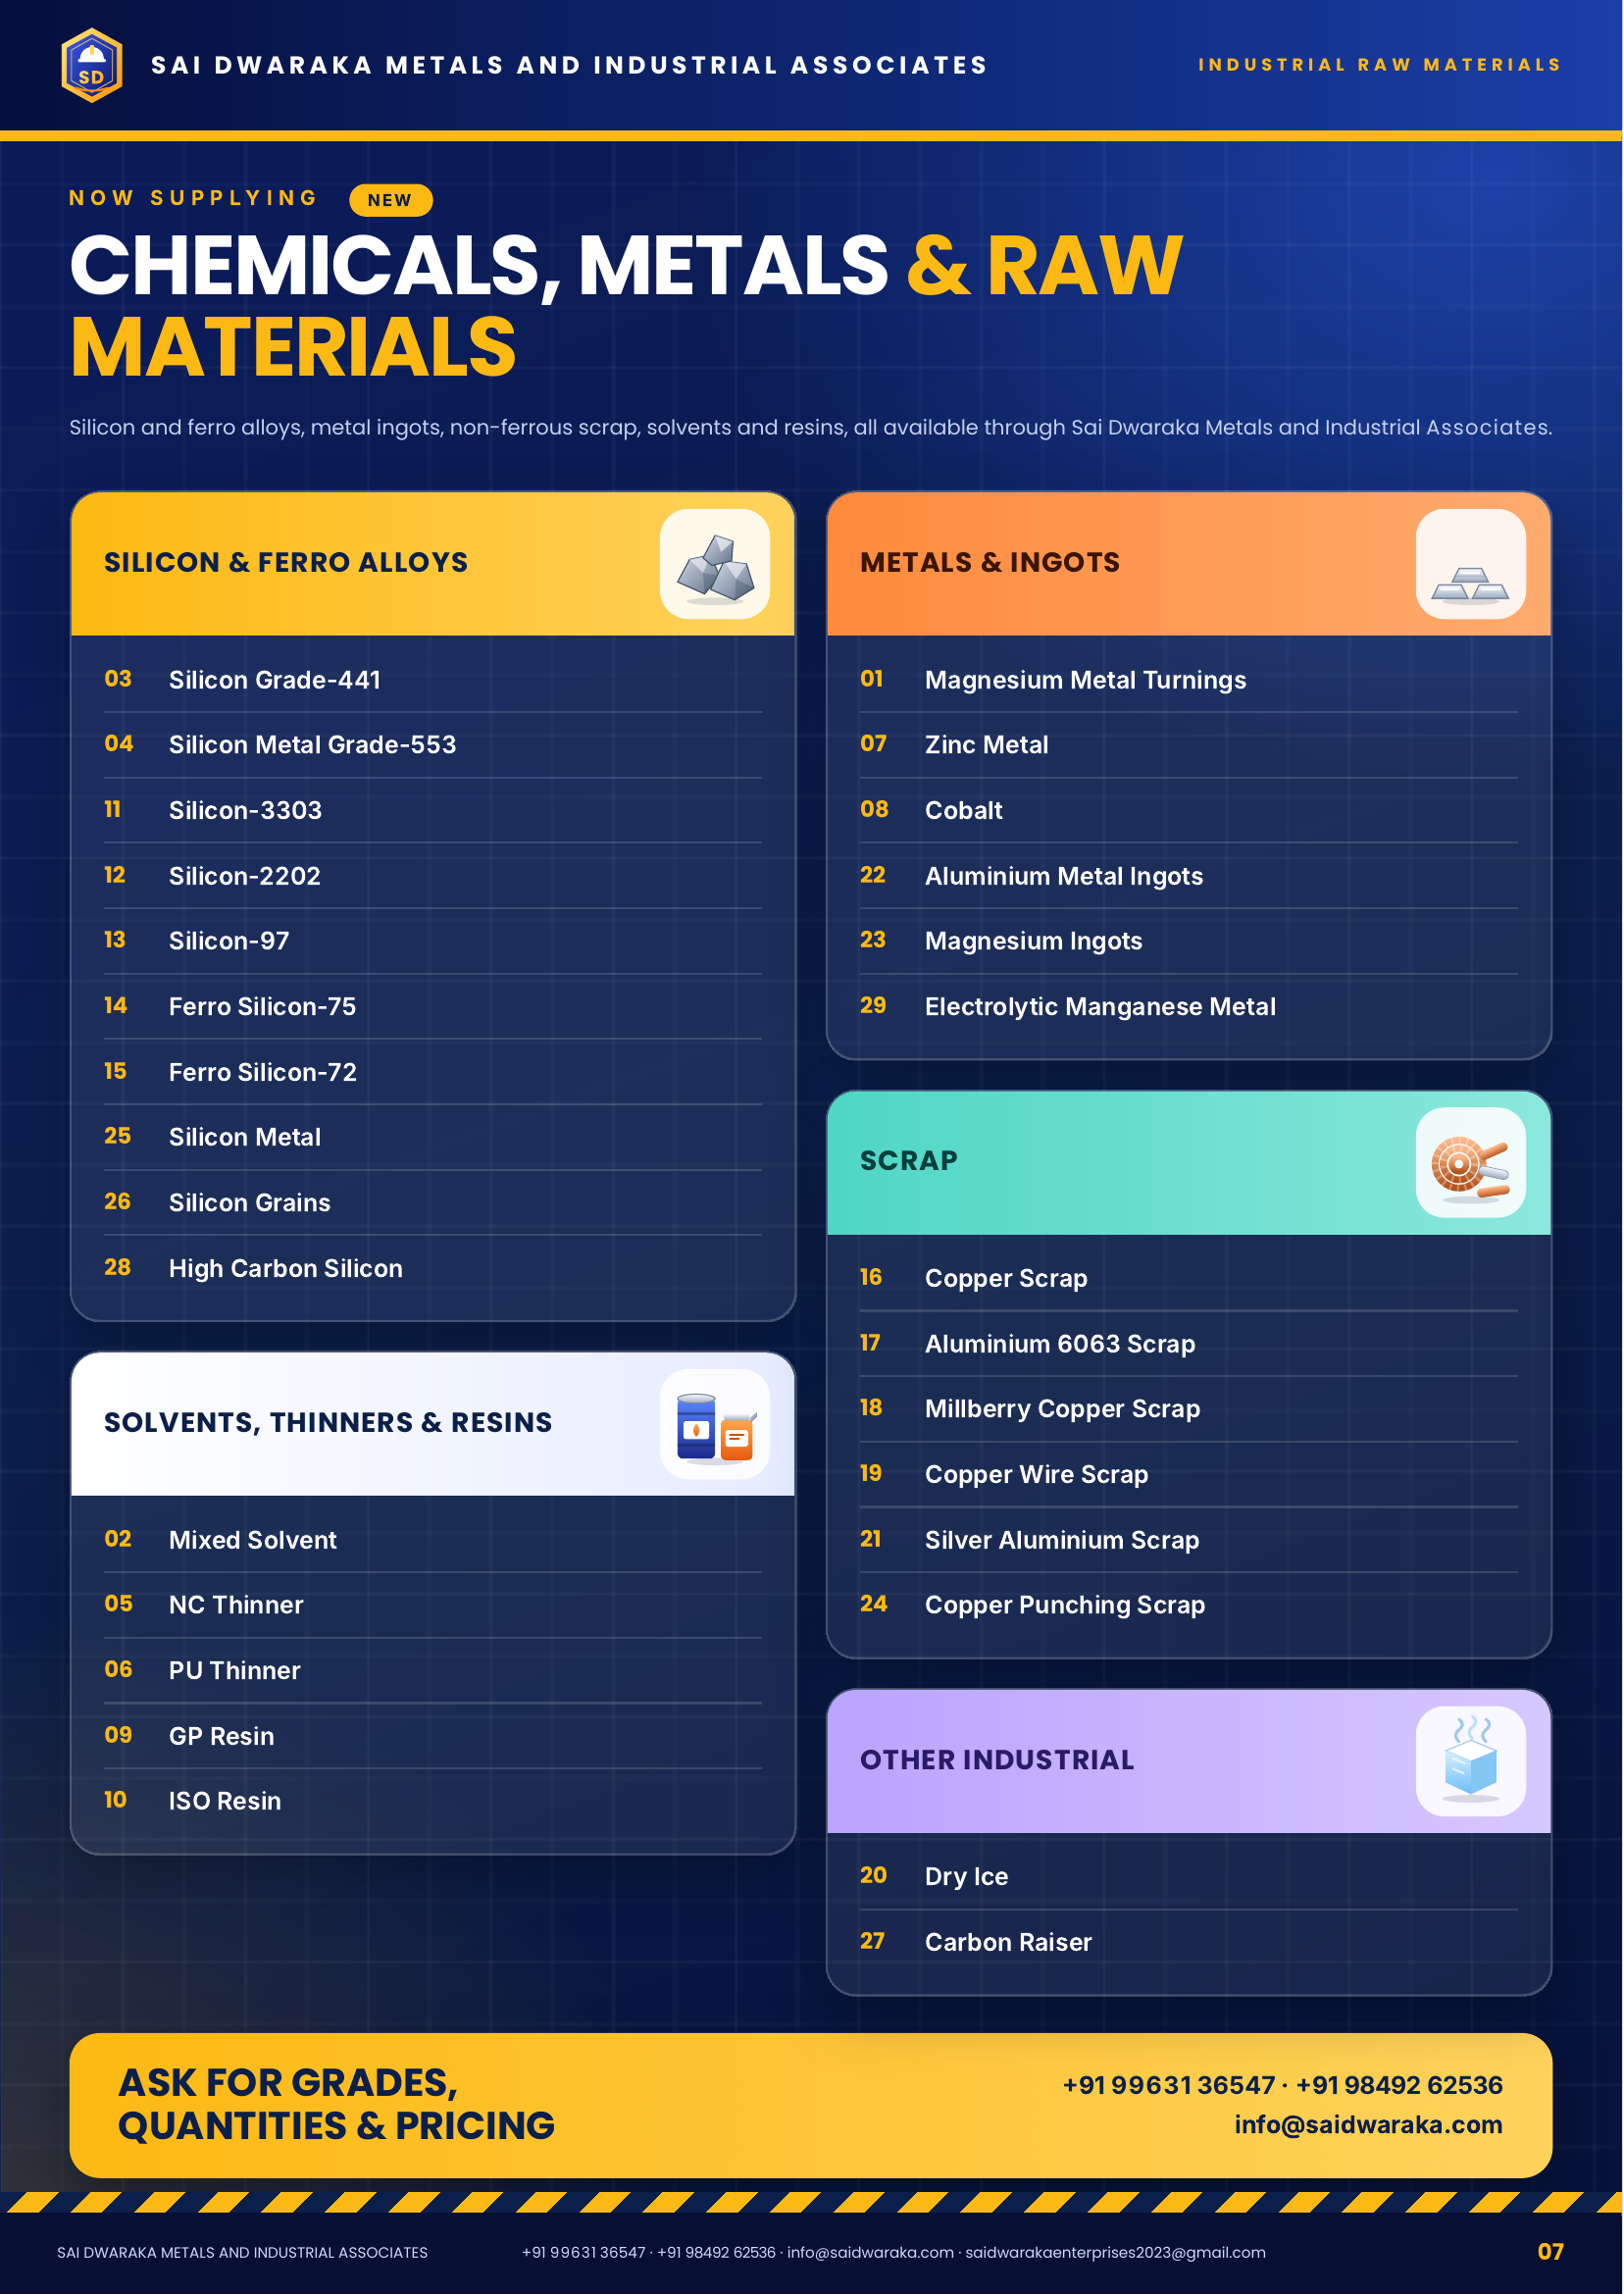 SD
SAI DWARAKA METALS AND INDUSTRIAL ASSOCIATES
INDUSTRIAL RAW MATERIALS
NOW SUPPLYING NEW
CHEMICALS, METALS & RAW
MATERIALS
Silicon and ferro alloys, metal ingots, non-ferrous scrap, solvents and resins, all available through Sai Dwaraka Metals and Industrial Associates.
SILICON & FERRO ALLOYS
03 Silicon Grade-441
04 Silicon Metal Grade-553
11 Silicon-3303
12 Silicon-2202
13 Silicon-97
14 Ferro Silicon-75
15 Ferro Silicon-72
25 Silicon Metal
26 Silicon Grains
28 High Carbon Silicon
SOLVENTS, THINNERS & RESINS
02 Mixed Solvent
05 NC Thinner
06 PU Thinner
09 GP Resin
10 ISO Resin
METALS & INGOTS
01 Magnesium Metal Turnings
07 Zinc Metal
08 Cobalt
22 Aluminium Metal Ingots
23 Magnesium Ingots
29 Electrolytic Manganese Metal
SCRAP
16 Copper Scrap
17 Aluminium 6063 Scrap
18 Millberry Copper Scrap
19 Copper Wire Scrap
21 Silver Aluminium Scrap
24 Copper Punching Scrap
OTHER INDUSTRIAL
20 Dry Ice
27 Carbon Raiser
ASK FOR GRADES,
QUANTITIES & PRICING
+91 99631 36547 · +91 98492 62536
info@saidwaraka.com
SAI DWARAKA METALS AND INDUSTRIAL ASSOCIATES
+91 99631 36547 · +91 98492 62536 · info@saidwaraka.com · saidwarakaenterprises2023@gmail.com
07